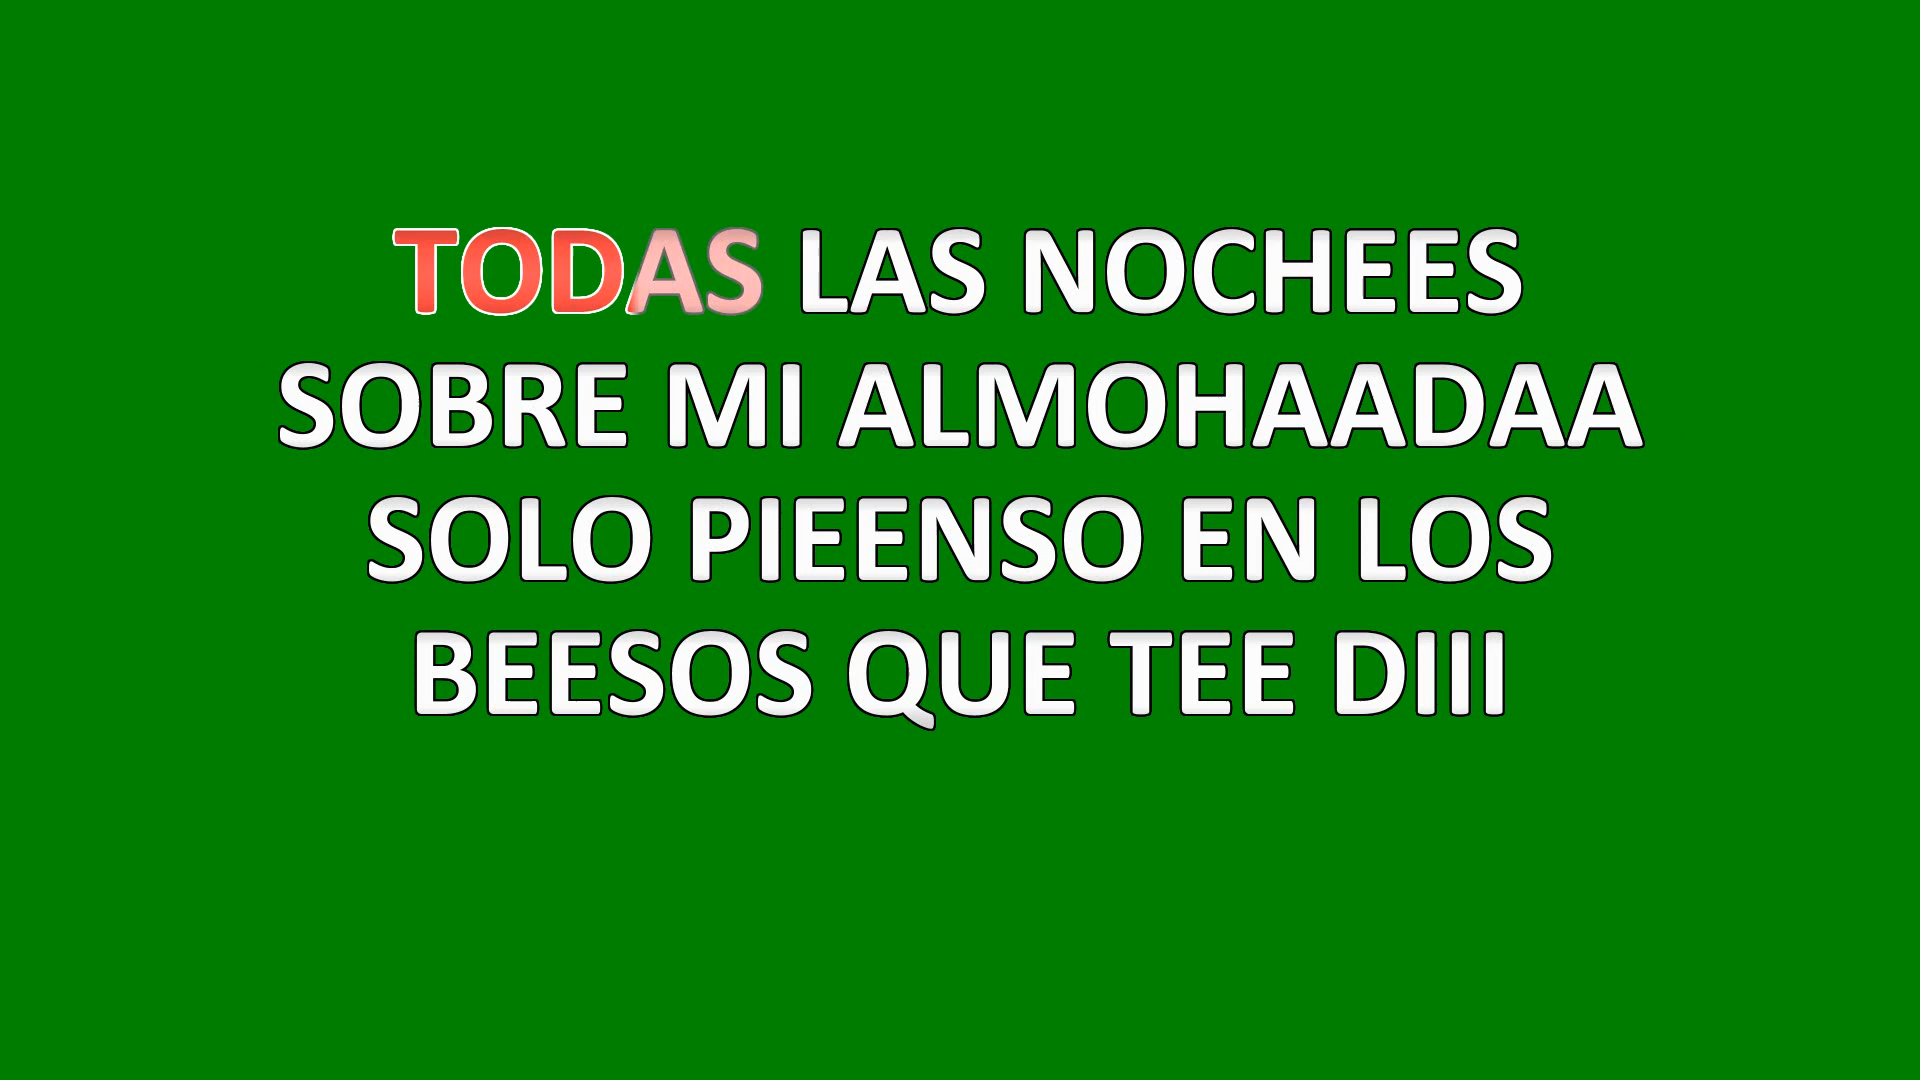 TODAS LAS NOCHEES
SOBRE MI ALMOHAADAA
SOLO PIEENSO EN LOS
BEESOS QUE TEE DIII